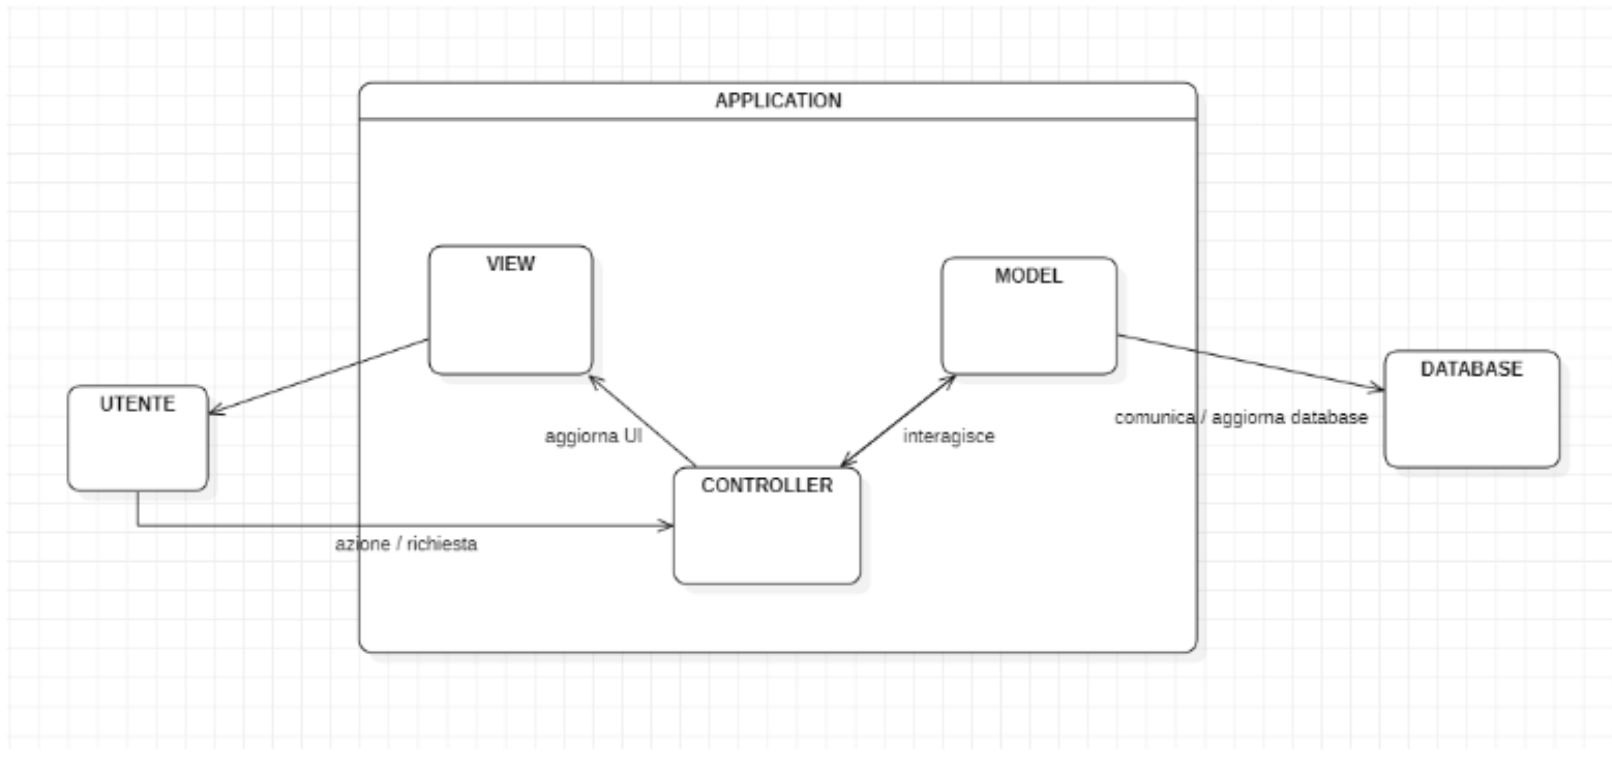 APPLICATION
VIEW
MODEL
DATABASE
UTENTE
comunica / aggiorna database
aggiorna UI
interagisce
CONTROLLER
azione / richiesta